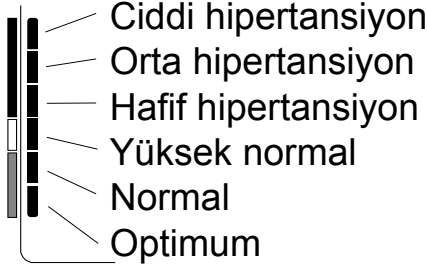 Ciddi hipertansiyon
Orta hipertansiyon
Hafif hipertansiyon
Yüksek normal
Normal
Optimum